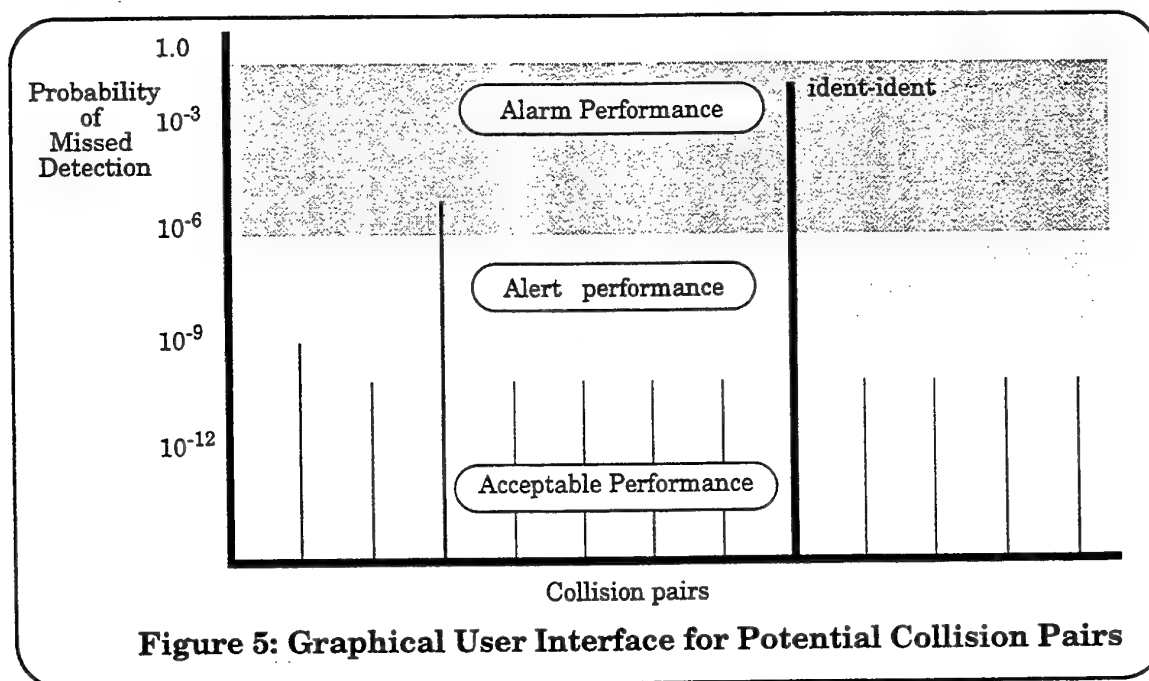 1.0
Probability
of
Missed
Detection
10-3
10-6
10-9
10-12
Alarm Performance
ident-ident
Alert performance
Acceptable Performance
Collision pairs
Figure 5: Graphical User Interface for Potential Collision Pairs